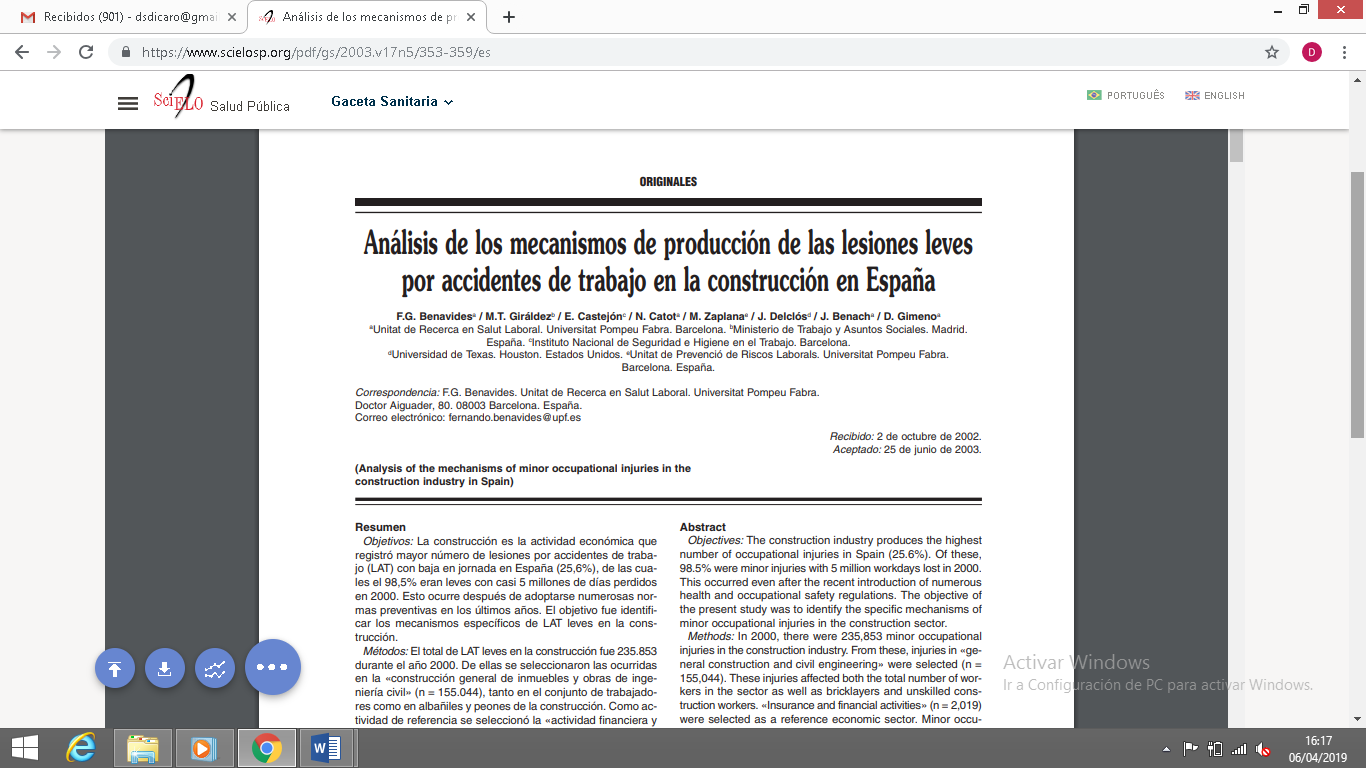 Recibidos (901) - dsdicaro@gmai
Análisis de los mecanismos de pr
https://www.scielosp.org/pdf/gs/2003.v17n5/353-359/es
D
SciELO Salud Pública
Gaceta Sanitaria
PORTUGUÊS
ENGLISH
ORIGINALES
Análisis de los mecanismos de producción de las lesiones leves
por accidentes de trabajo en la construcción en España
F.G. Benavidesª / M.T. Giráldezᵇ / E. Castejónᶜ / N. Catotª / M. Zaplanaᵉ / J. Delclósᵈ / J. Benachª / D. Gimenoª
ªUnitat de Recerca en Salut Laboral. Universitat Pompeu Fabra. Barcelona. ᵇMinisterio de Trabajo y Asuntos Sociales. Madrid.
España. ᶜInstituto Nacional de Seguridad e Higiene en el Trabajo. Barcelona.
ᵈUniversidad de Texas. Houston. Estados Unidos. ᵉUnitat de Prevenció de Riscos Laborals. Universitat Pompeu Fabra.
Barcelona. España.
Correspondencia: F.G. Benavides. Unitat de Recerca en Salut Laboral. Universitat Pompeu Fabra.
Doctor Aiguader, 80. 08003 Barcelona. España.
Correo electrónico: fernando.benavides@upf.es
Recibido: 2 de octubre de 2002.
Aceptado: 25 de junio de 2003.
(Analysis of the mechanisms of minor occupational injuries in the
construction industry in Spain)
Resumen
Objetivos: La construcción es la actividad económica que
registró mayor número de lesiones por accidentes de traba-
jo (LAT) con baja en jornada en España (25,6%), de las cua-
les el 98,5% eran leves con casi 5 millones de días perdidos
en 2000. Esto ocurre después de adoptarse numerosas nor-
mas preventivas en los últimos años. El objetivo fue identifi-
car los mecanismos específicos de LAT leves en la cons-
trucción.
Métodos: El total de LAT leves en la construcción fue 235.853
durante el año 2000. De ellas se seleccionaron las ocurridas
en la «construcción general de inmuebles y obras de inge-
niería civil» (n = 155.044), tanto en el conjunto de trabajado-
res como en albañiles y peones de la construcción. Como ac-
tividad de referencia se seleccionó la «actividad financiera y
Abstract
Objectives: The construction industry produces the highest
number of occupational injuries in Spain (25.6%). Of these,
98.5% were minor injuries with 5 million workdays lost in 2000.
This occurred even after the recent introduction of numerous
health and occupational safety regulations. The objective of
the present study was to identify the specific mechanisms of
minor occupational injuries in the construction sector.
Methods: In 2000, there were 235,853 minor occupational
injuries in the construction industry. From these, injuries in «ge-
neral construction and civil engineering» were selected (n =
155,044). These injuries affected both the total number of wor-
kers in the sector as well as bricklayers and unskilled cons-
truction workers. «Insurance and financial activities» (n = 2,019)
were selected as a reference economic sector. Minor occu-
Activar Windows
Ir a Configuración de PC para activar Windows.
16:17
06/04/2019